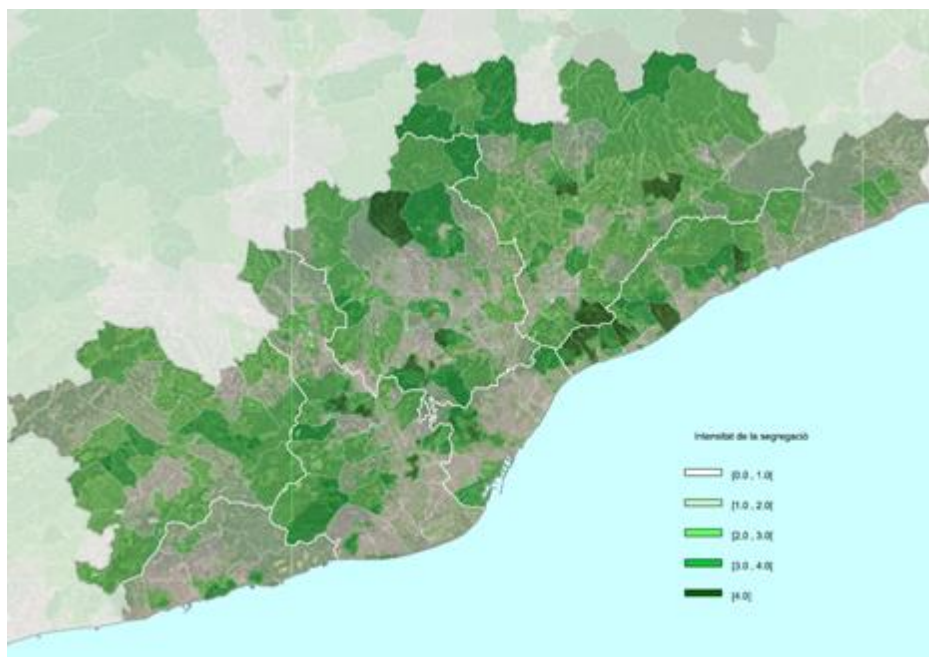 Intensitat de la segregació
[0.0 , 1.0[
[1.0 , 2.0[
[2.0 , 3.0[
[3.0 , 4.0[
[4.0]